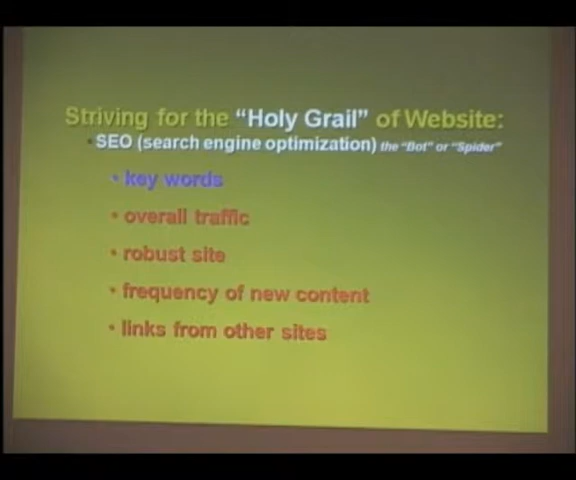 Striving for the “Holy Grail” of Website:
• SEO (search engine optimization) the “Bot” or “Spider”
• key words
• overall traffic
• robust site
• frequency of new content
• links from other sites